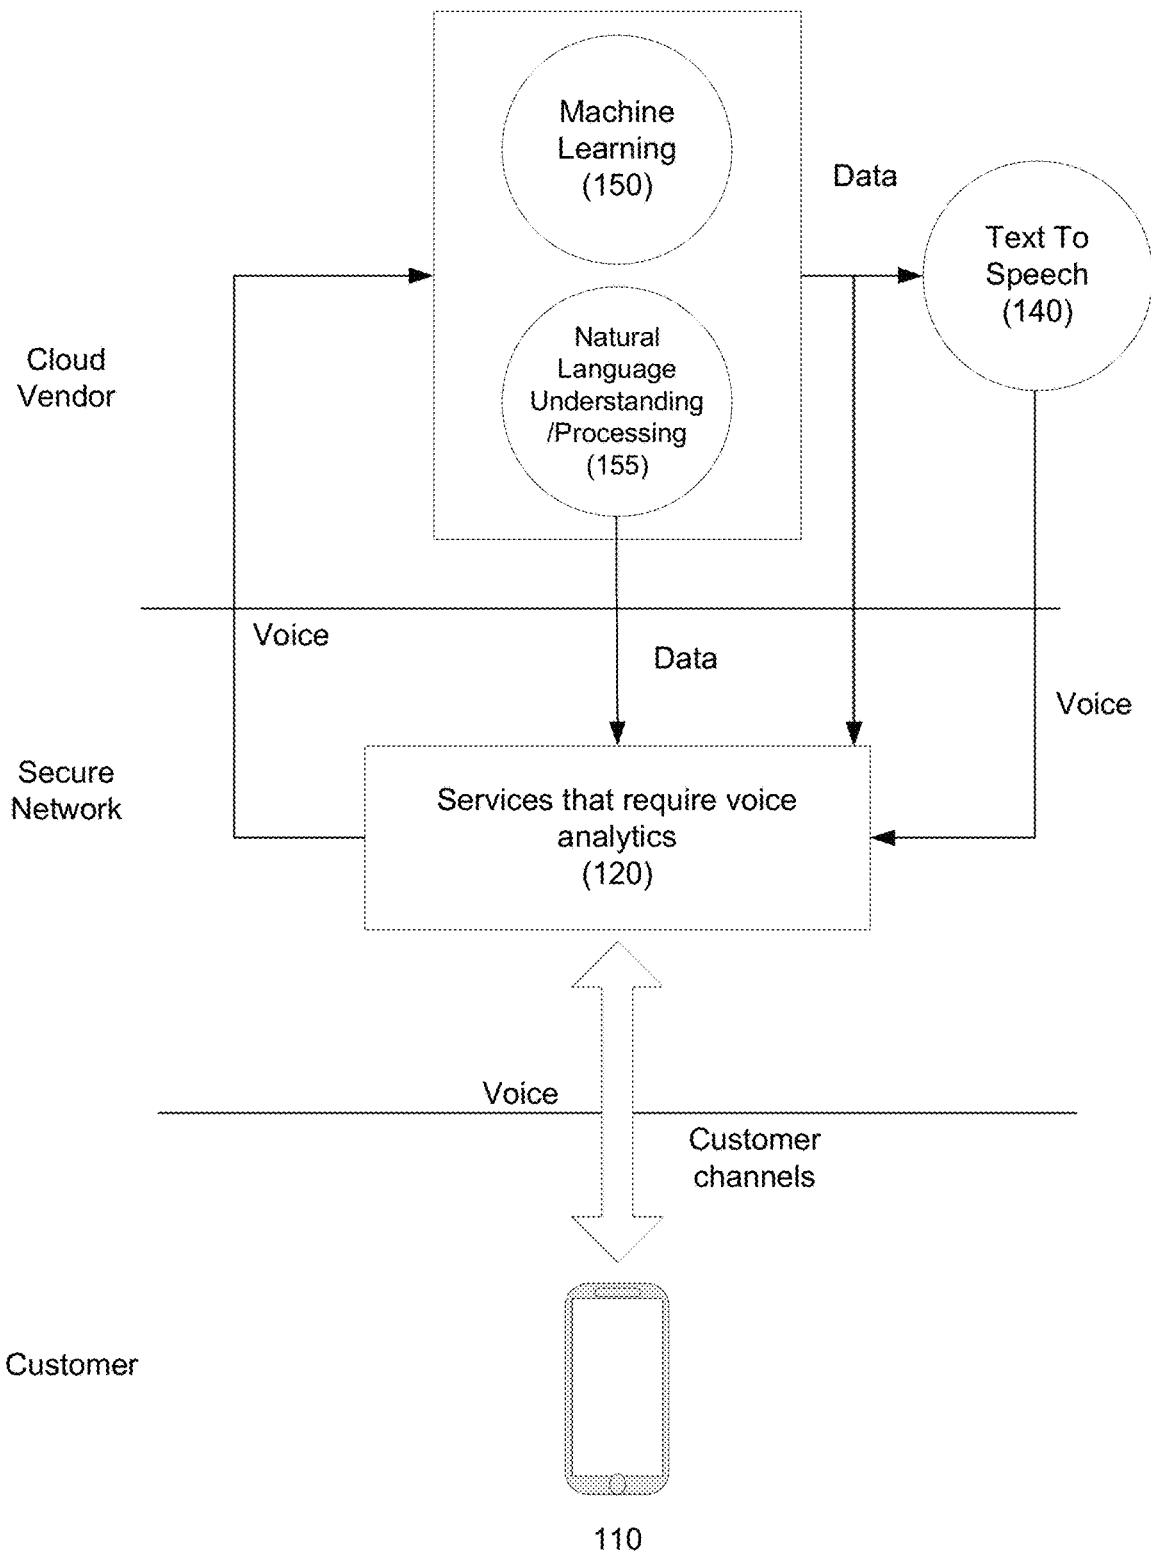 Machine
Learning
(150)
Data
Text To
Speech
(140)
Natural
Language
Understanding
/Processing
(155)
Cloud
Vendor
Voice
Data
Voice
Secure
Network
Services that require voice
analytics
(120)
Voice
Customer
channels
Customer
110